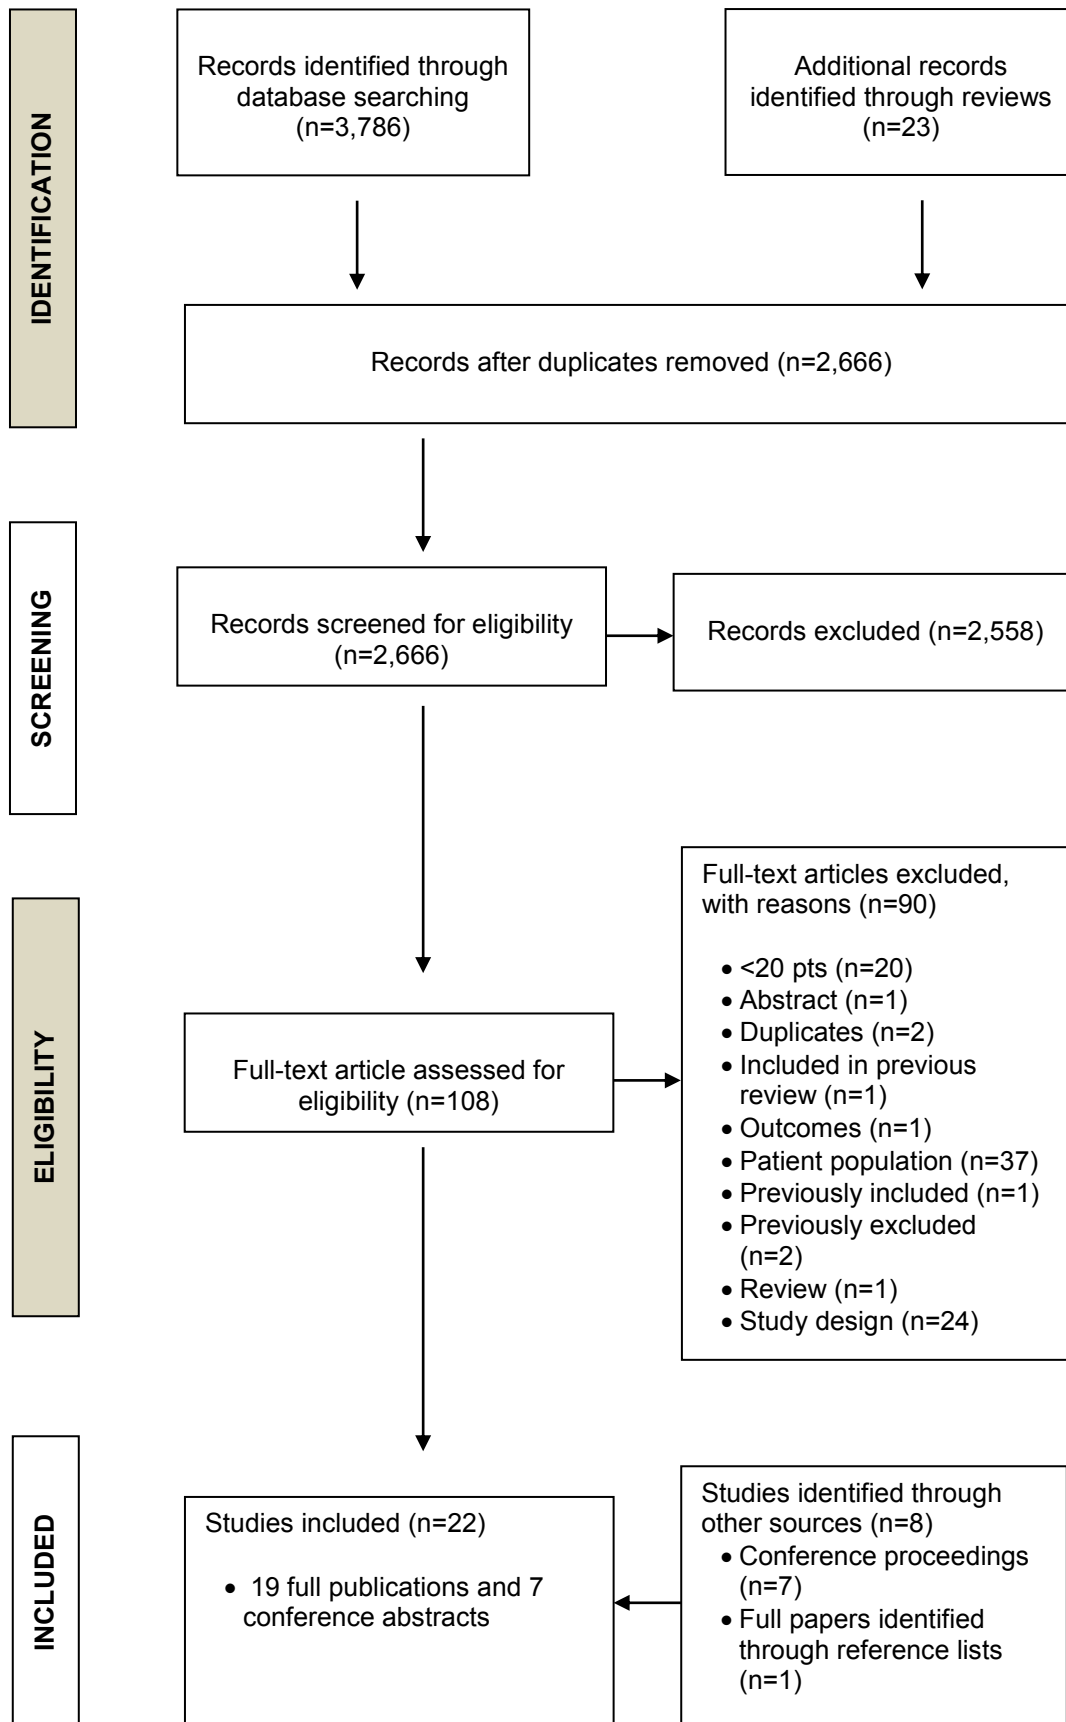 IDENTIFICATION
Records identified through
database searching
(n=3,786)
Additional records
identified through reviews
(n=23)
Records after duplicates removed (n=2,666)
SCREENING
Records screened for eligibility
(n=2,666)
Records excluded (n=2,558)
ELIGIBILITY
Full-text article assessed for
eligibility (n=108)
Full-text articles excluded,
with reasons (n=90)
• <20 pts (n=20)
• Abstract (n=1)
• Duplicates (n=2)
• Included in previous
review (n=1)
• Outcomes (n=1)
• Patient population (n=37)
• Previously included (n=1)
• Previously excluded
(n=2)
• Review (n=1)
• Study design (n=24)
INCLUDED
Studies included (n=22)
• 19 full publications and 7
conference abstracts
Studies identified through
other sources (n=8)
• Conference proceedings
(n=7)
• Full papers identified
through reference lists
(n=1)